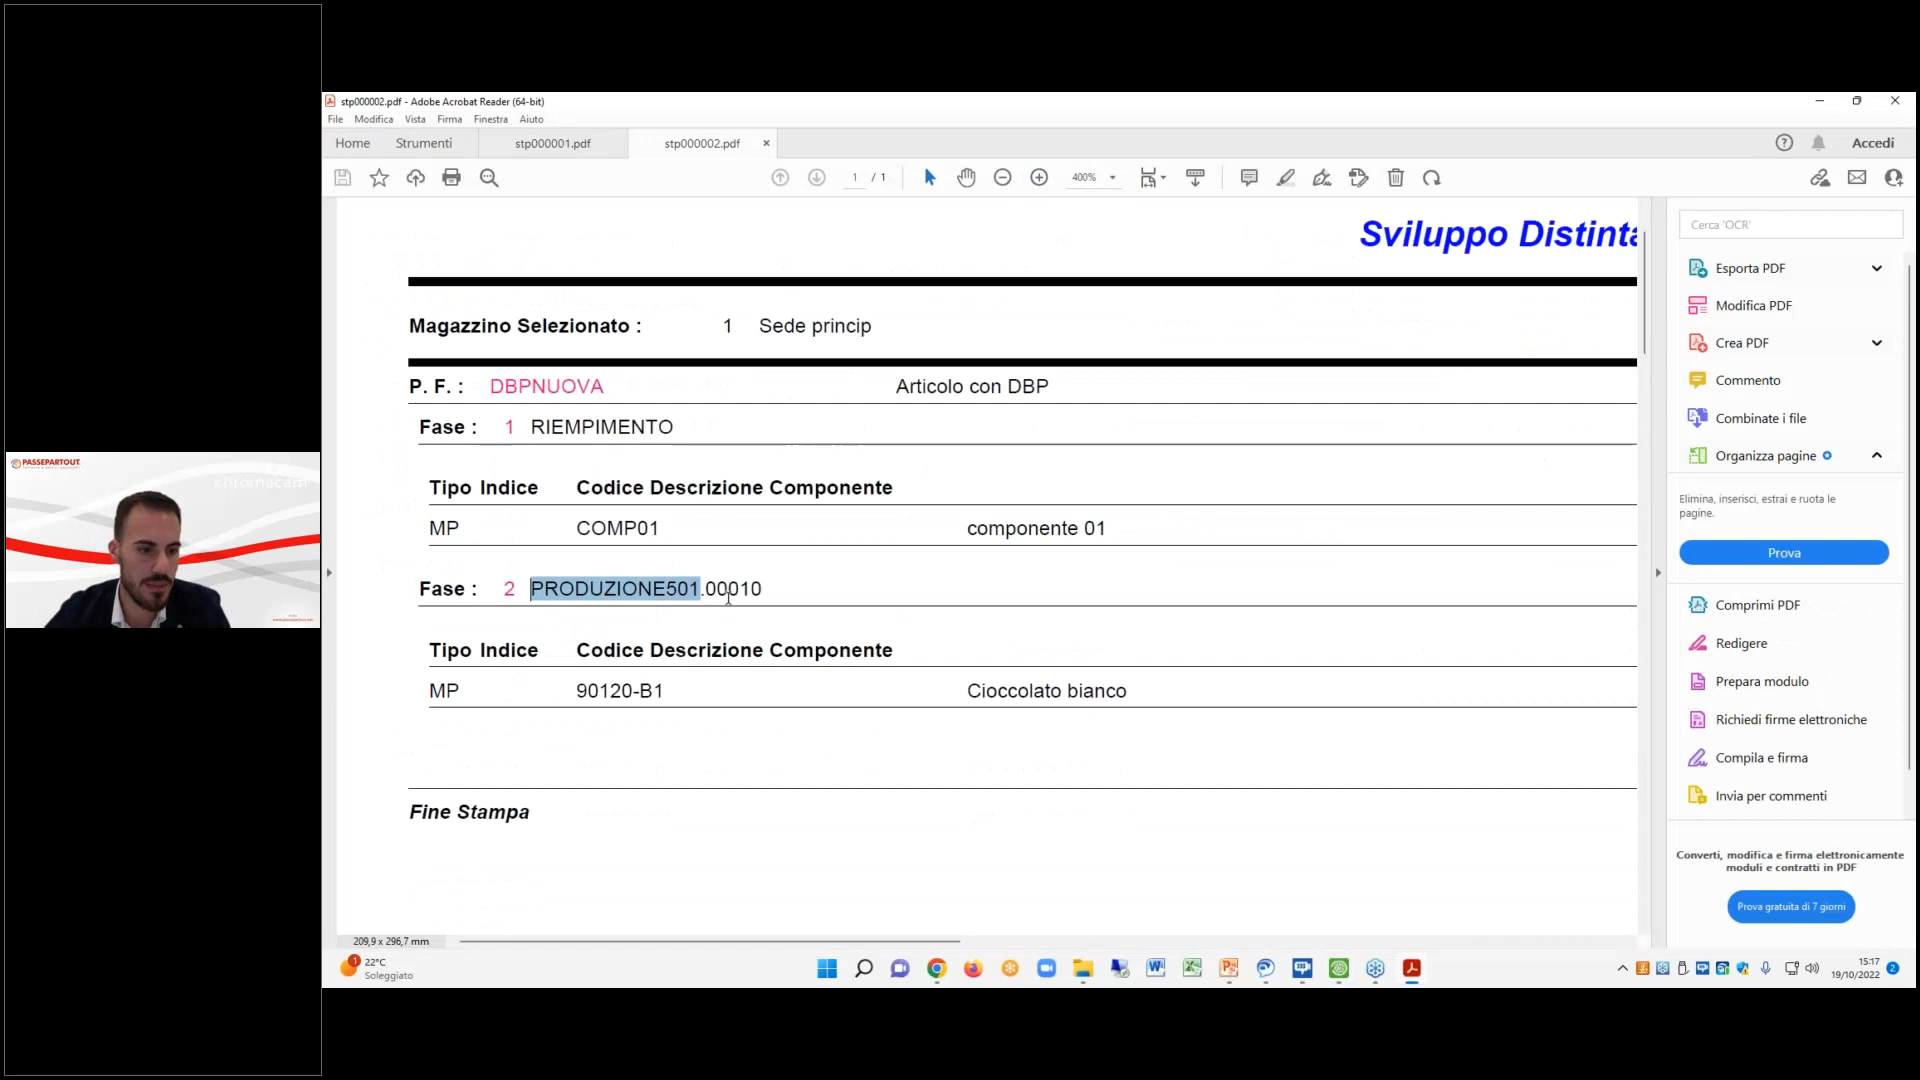 stp000002.pdf - Adobe Acrobat Reader (64-bit)
File Modifica Vista Firma Finestra Aiuto
Home Strumenti stp000001.pdf stp000002.pdf Accedi
1 / 1 400%
Sviluppo Distinta
Magazzino Selezionato : 1 Sede princip
P. F. : DBPNUOVA Articolo con DBP
Fase : 1 RIEMPIMENTO
Tipo Indice Codice Descrizione Componente
MP COMP01 componente 01
Fase : 2 PRODUZIONE501.00010
Tipo Indice Codice Descrizione Componente
MP 90120-B1 Cioccolato bianco
Fine Stampa
209,9 x 296,7 mm
Cerca 'OCR'
Esporta PDF
Modifica PDF
Crea PDF
Commento
Combinate i file
Organizza pagine
Elimina, inserisci, estrai e ruota le
pagine.
Prova
Comprimi PDF
Redigere
Prepara modulo
Richiedi firme elettroniche
Compila e firma
Invia per commenti
Converti, modifica e firma elettronicamente
moduli e contratti in PDF
Prova gratuita di 7 giorni
PASSEPARTOUT
chromacam
1
22°C
Soleggiato
15:17
19/10/2022
2